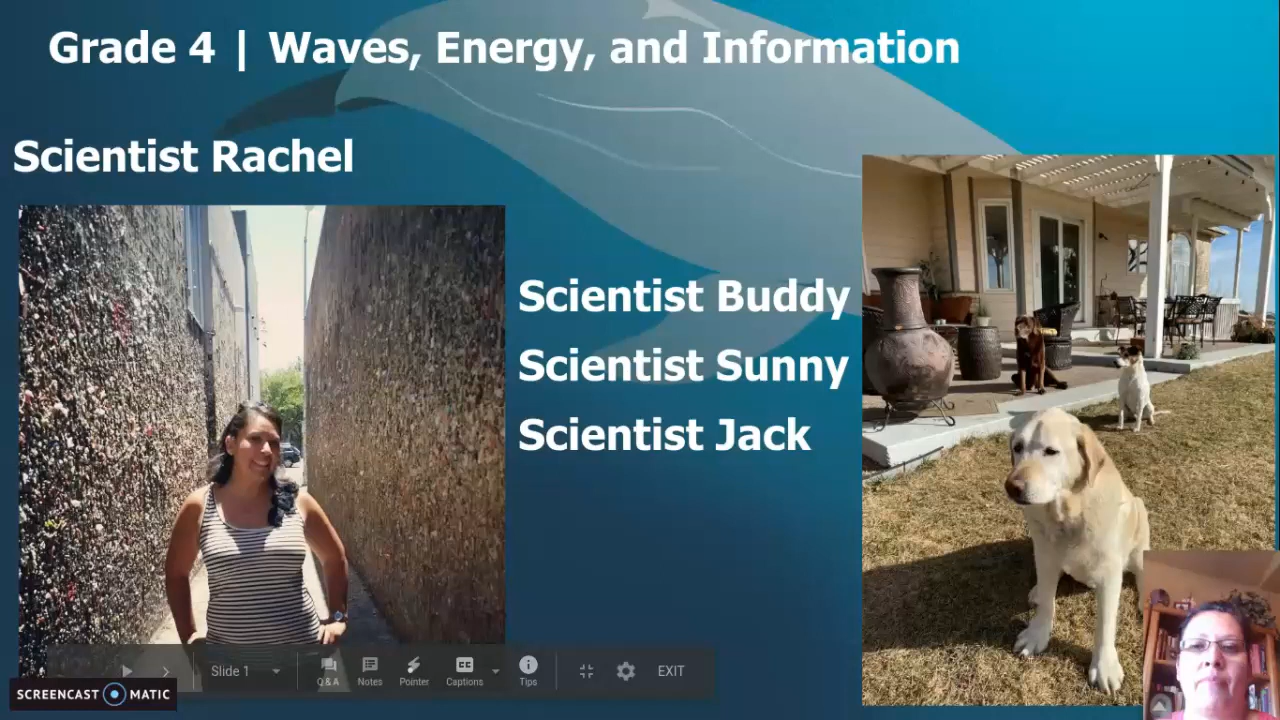 Grade 4 | Waves, Energy, and Information
Scientist Rachel
Scientist Buddy
Scientist Sunny
Scientist Jack
Slide 1
Q & A
Notes
Pointer
Captions
CC
Tips
EXIT
SCREENCAST MATIC